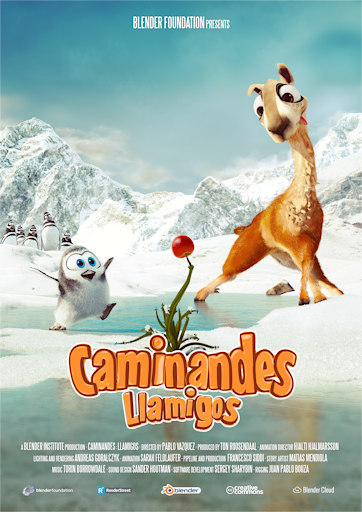 BLENDER FOUNDATION PRESENTS
Caminandes
Llamigos
A BLENDER INSTITUTE PRODUCTION · CAMINANDES: LLAMIGOS · DIRECTED BY PABLO VAZQUEZ · PRODUCED BY TON ROOSENDAAL · ANIMATION DIRECTOR HJALTI HJALMARSSON
LIGHTING AND RENDERING ANDREAS GORALCZYK · ANIMATION SARAH FELDLAUFER · PIPELINE AND PRODUCTION FRANCESCO SIDDI · STORY ARTIST MATIAS MENDIOLA
MUSIC TORIN BORROWDALE · SOUND DESIGN SANDER HOUTMAN · SOFTWARE DEVELOPMENT SERGEY SHARYBIN · RIGGING JUAN PABLO BOUZA
blenderfoundation RenderStreet blender creative commons Blender Cloud